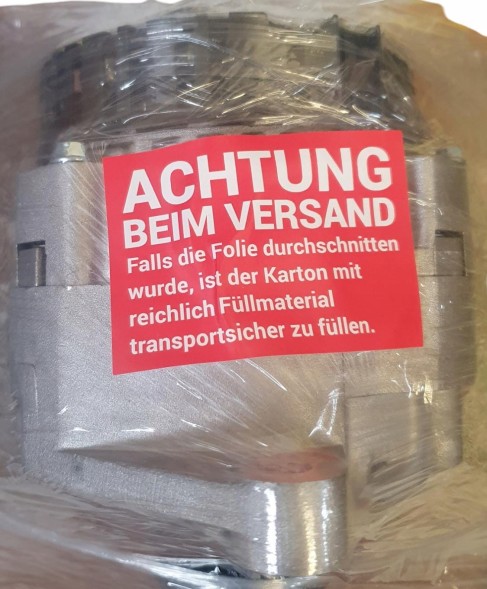 ACHTUNG
BEIM VERSAND
Falls die Folie durchschnitten
wurde, ist der Karton mit
reichlich Füllmaterial
transportsicher zu füllen.